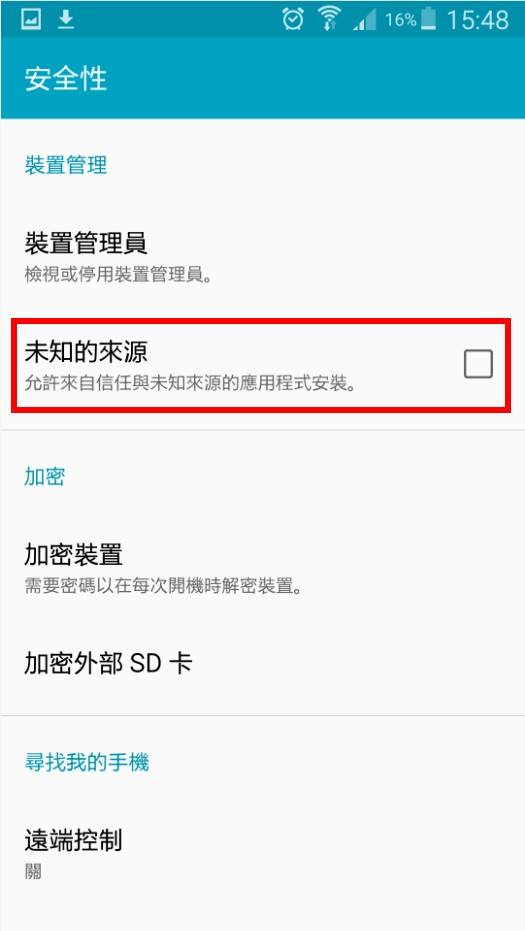 16% 15:48
安全性
裝置管理
裝置管理員
檢視或停用裝置管理員。
未知的來源
允許來自信任與未知來源的應用程式安裝。
加密
加密裝置
需要密碼以在每次開機時解密裝置。
加密外部 SD 卡
尋找我的手機
遠端控制
關